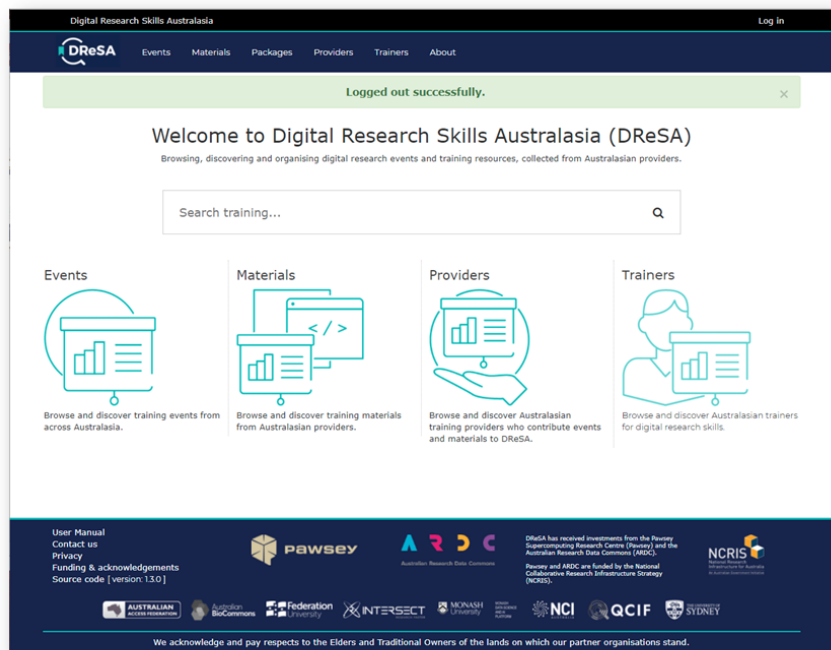 Digital Research Skills Australasia
Log in
DReSA
Events
Materials
Packages
Providers
Trainers
About
Logged out successfully.
×
Welcome to Digital Research Skills Australasia (DReSA)
Browsing, discovering and organising digital research events and training resources, collected from Australasian providers.
Search training...
Events
Materials
Providers
Trainers
</>
Browse and discover training events from
across Australasia.
Browse and discover training materials
from Australasian providers.
Browse and discover Australasian
training providers who contribute events
and materials to DReSA.
Browse and discover Australasian trainers
for digital research skills.
User Manual
Contact us
Privacy
Funding & acknowledgements
Source code [ version: 1.3.0 ]
PAWSEY
ARDC
Australian Research Data Commons
DReSA has received investments from the Pawsey
Supercomputing Research Centre (Pawsey) and the
Australian Research Data Commons (ARDC).
Pawsey and ARDC are funded by the National
Collaborative Research Infrastructure Strategy
(NCRIS).
NCRIS
National Research
Infrastructure for Australia
AUSTRALIAN
ACCESS FEDERATION
Australian
BioCommons
Federation
University
INTERSECT
MONASH
University
NCI
AUSTRALIA
QCIF
THE UNIVERSITY OF
SYDNEY
We acknowledge and pay respects to the Elders and Traditional Owners of the lands on which our partner organisations stand.